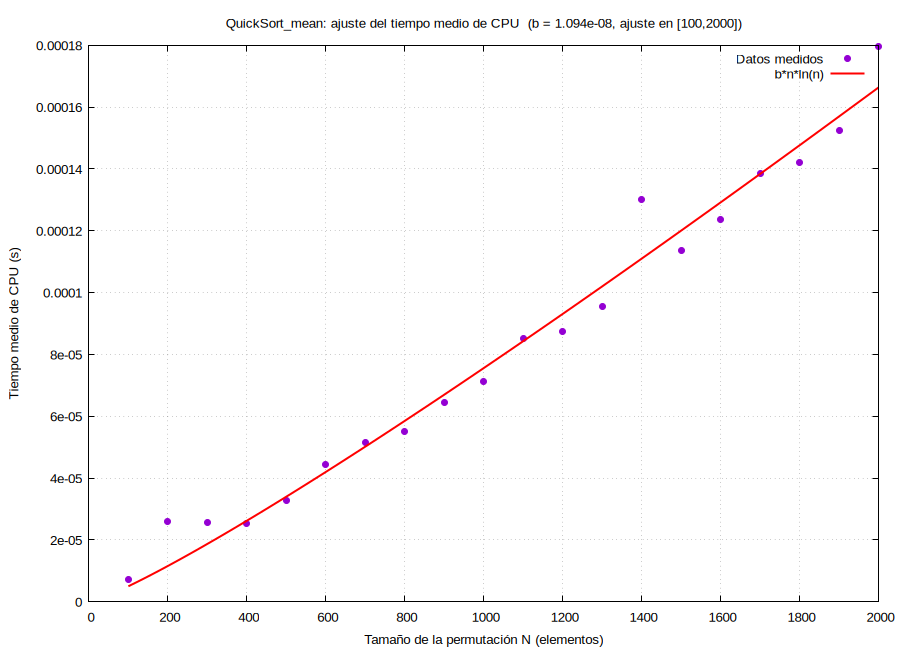 QuickSort_mean: ajuste del tiempo medio de CPU  (b = 1.094e-08, ajuste en [100,2000])
Datos medidos
b*n*ln(n)
Tiempo medio de CPU (s)
0.00018
0.00016
0.00014
0.00012
0.0001
8e-05
6e-05
4e-05
2e-05
0
0 200 400 600 800 1000 1200 1400 1600 1800 2000
Tamaño de la permutación N (elementos)